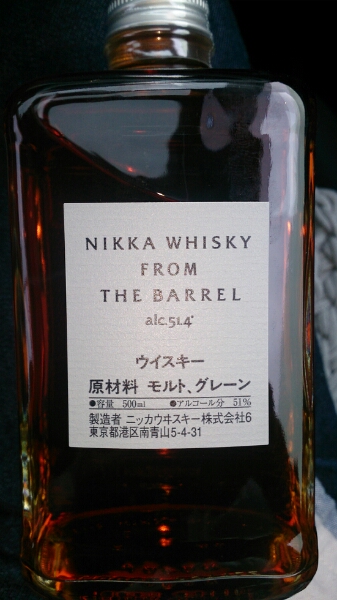 NIKKA WHISKY
FROM
THE BARREL
alc.51.4°
ウイスキー
原材料 モルト、グレーン
●容量 500ml ●アルコール分 51%
製造者 ニッカウヰスキー株式会社6
東京都港区南青山5-4-31